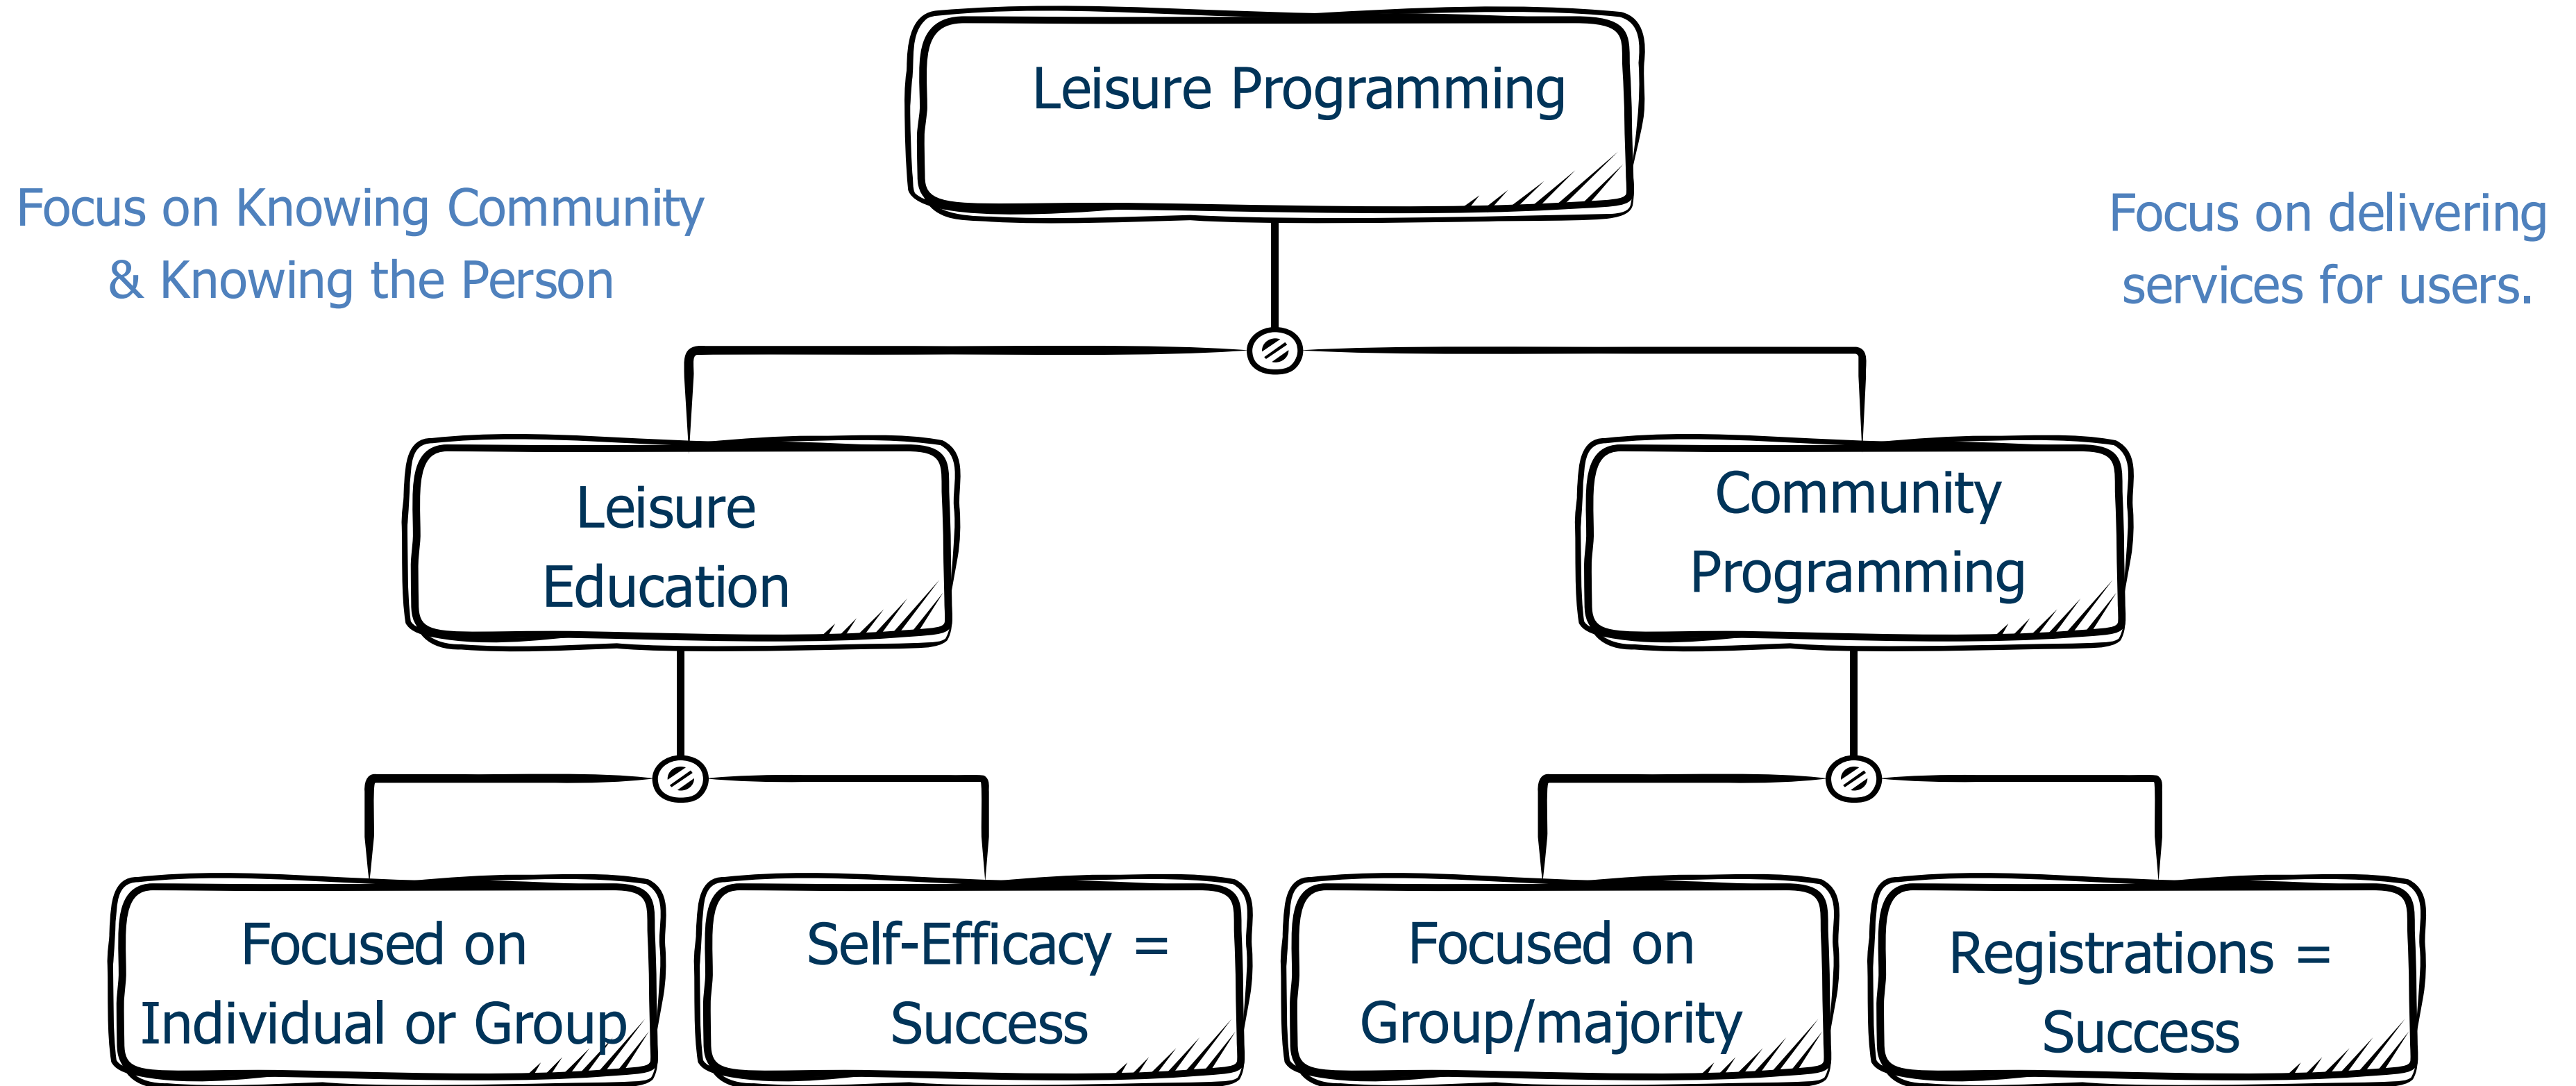 Leisure Programming
Focus on Knowing Community
& Knowing the Person
Focus on delivering
services for users.
Leisure
Education
Community
Programming
Focused on
Individual or Group
Self-Efficacy =
Success
Focused on
Group/majority
Registrations =
Success